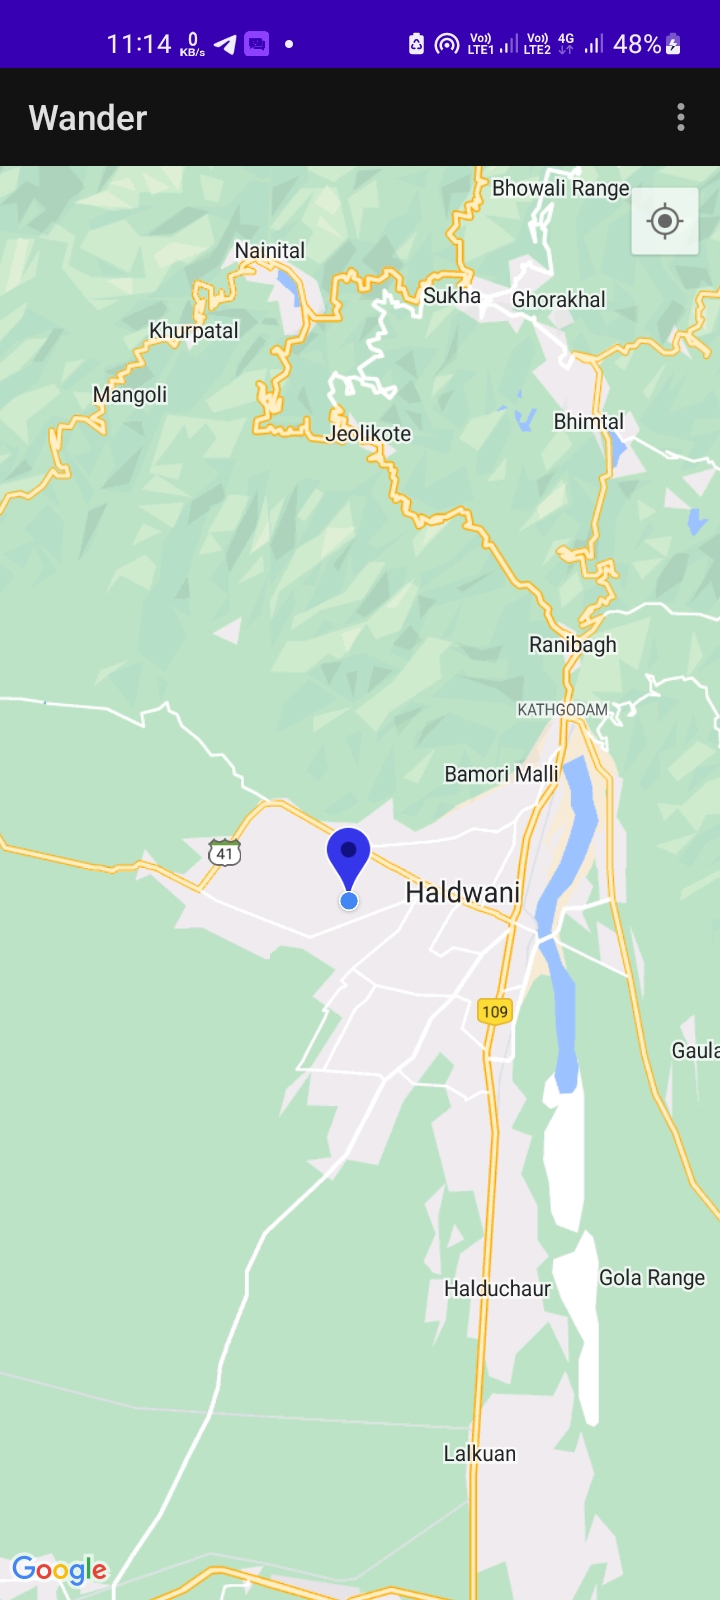 11:14 0 KB/s Vo)) LTE1 Vo)) LTE2 4G 48%
Wander
Bhowali Range
Nainital
Sukha
Ghorakhal
Khurpatal
Mangoli
Bhimtal
Jeolikote
Ranibagh
KATHGODAM
Bamori Malli
41
Haldwani
109
Gaula
Gola Range
Halduchaur
Lalkuan
Google